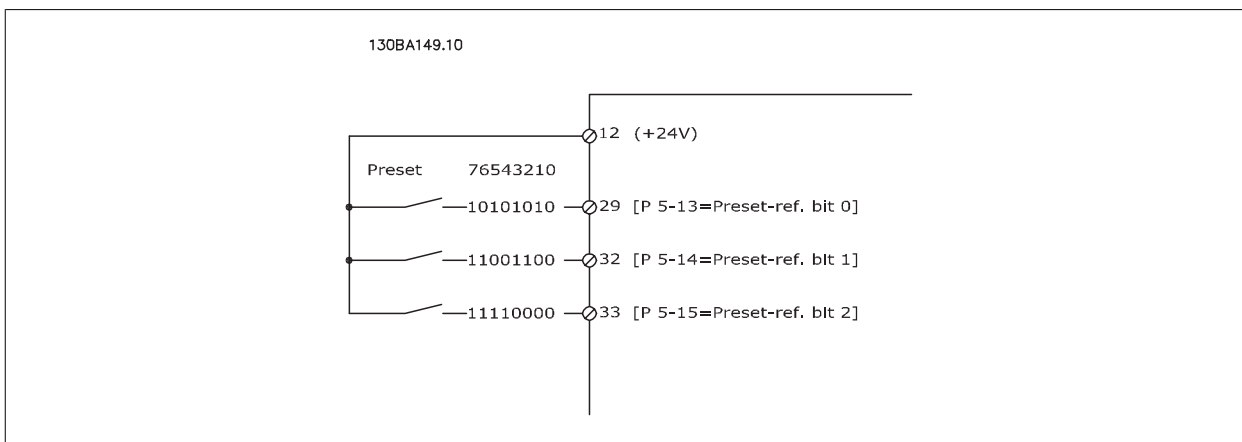 130BA149.10
12 (+24V)
Preset 76543210
10101010 29 [P 5-13=Preset-ref. bit 0]
11001100 32 [P 5-14=Preset-ref. bit 1]
11110000 33 [P 5-15=Preset-ref. bit 2]